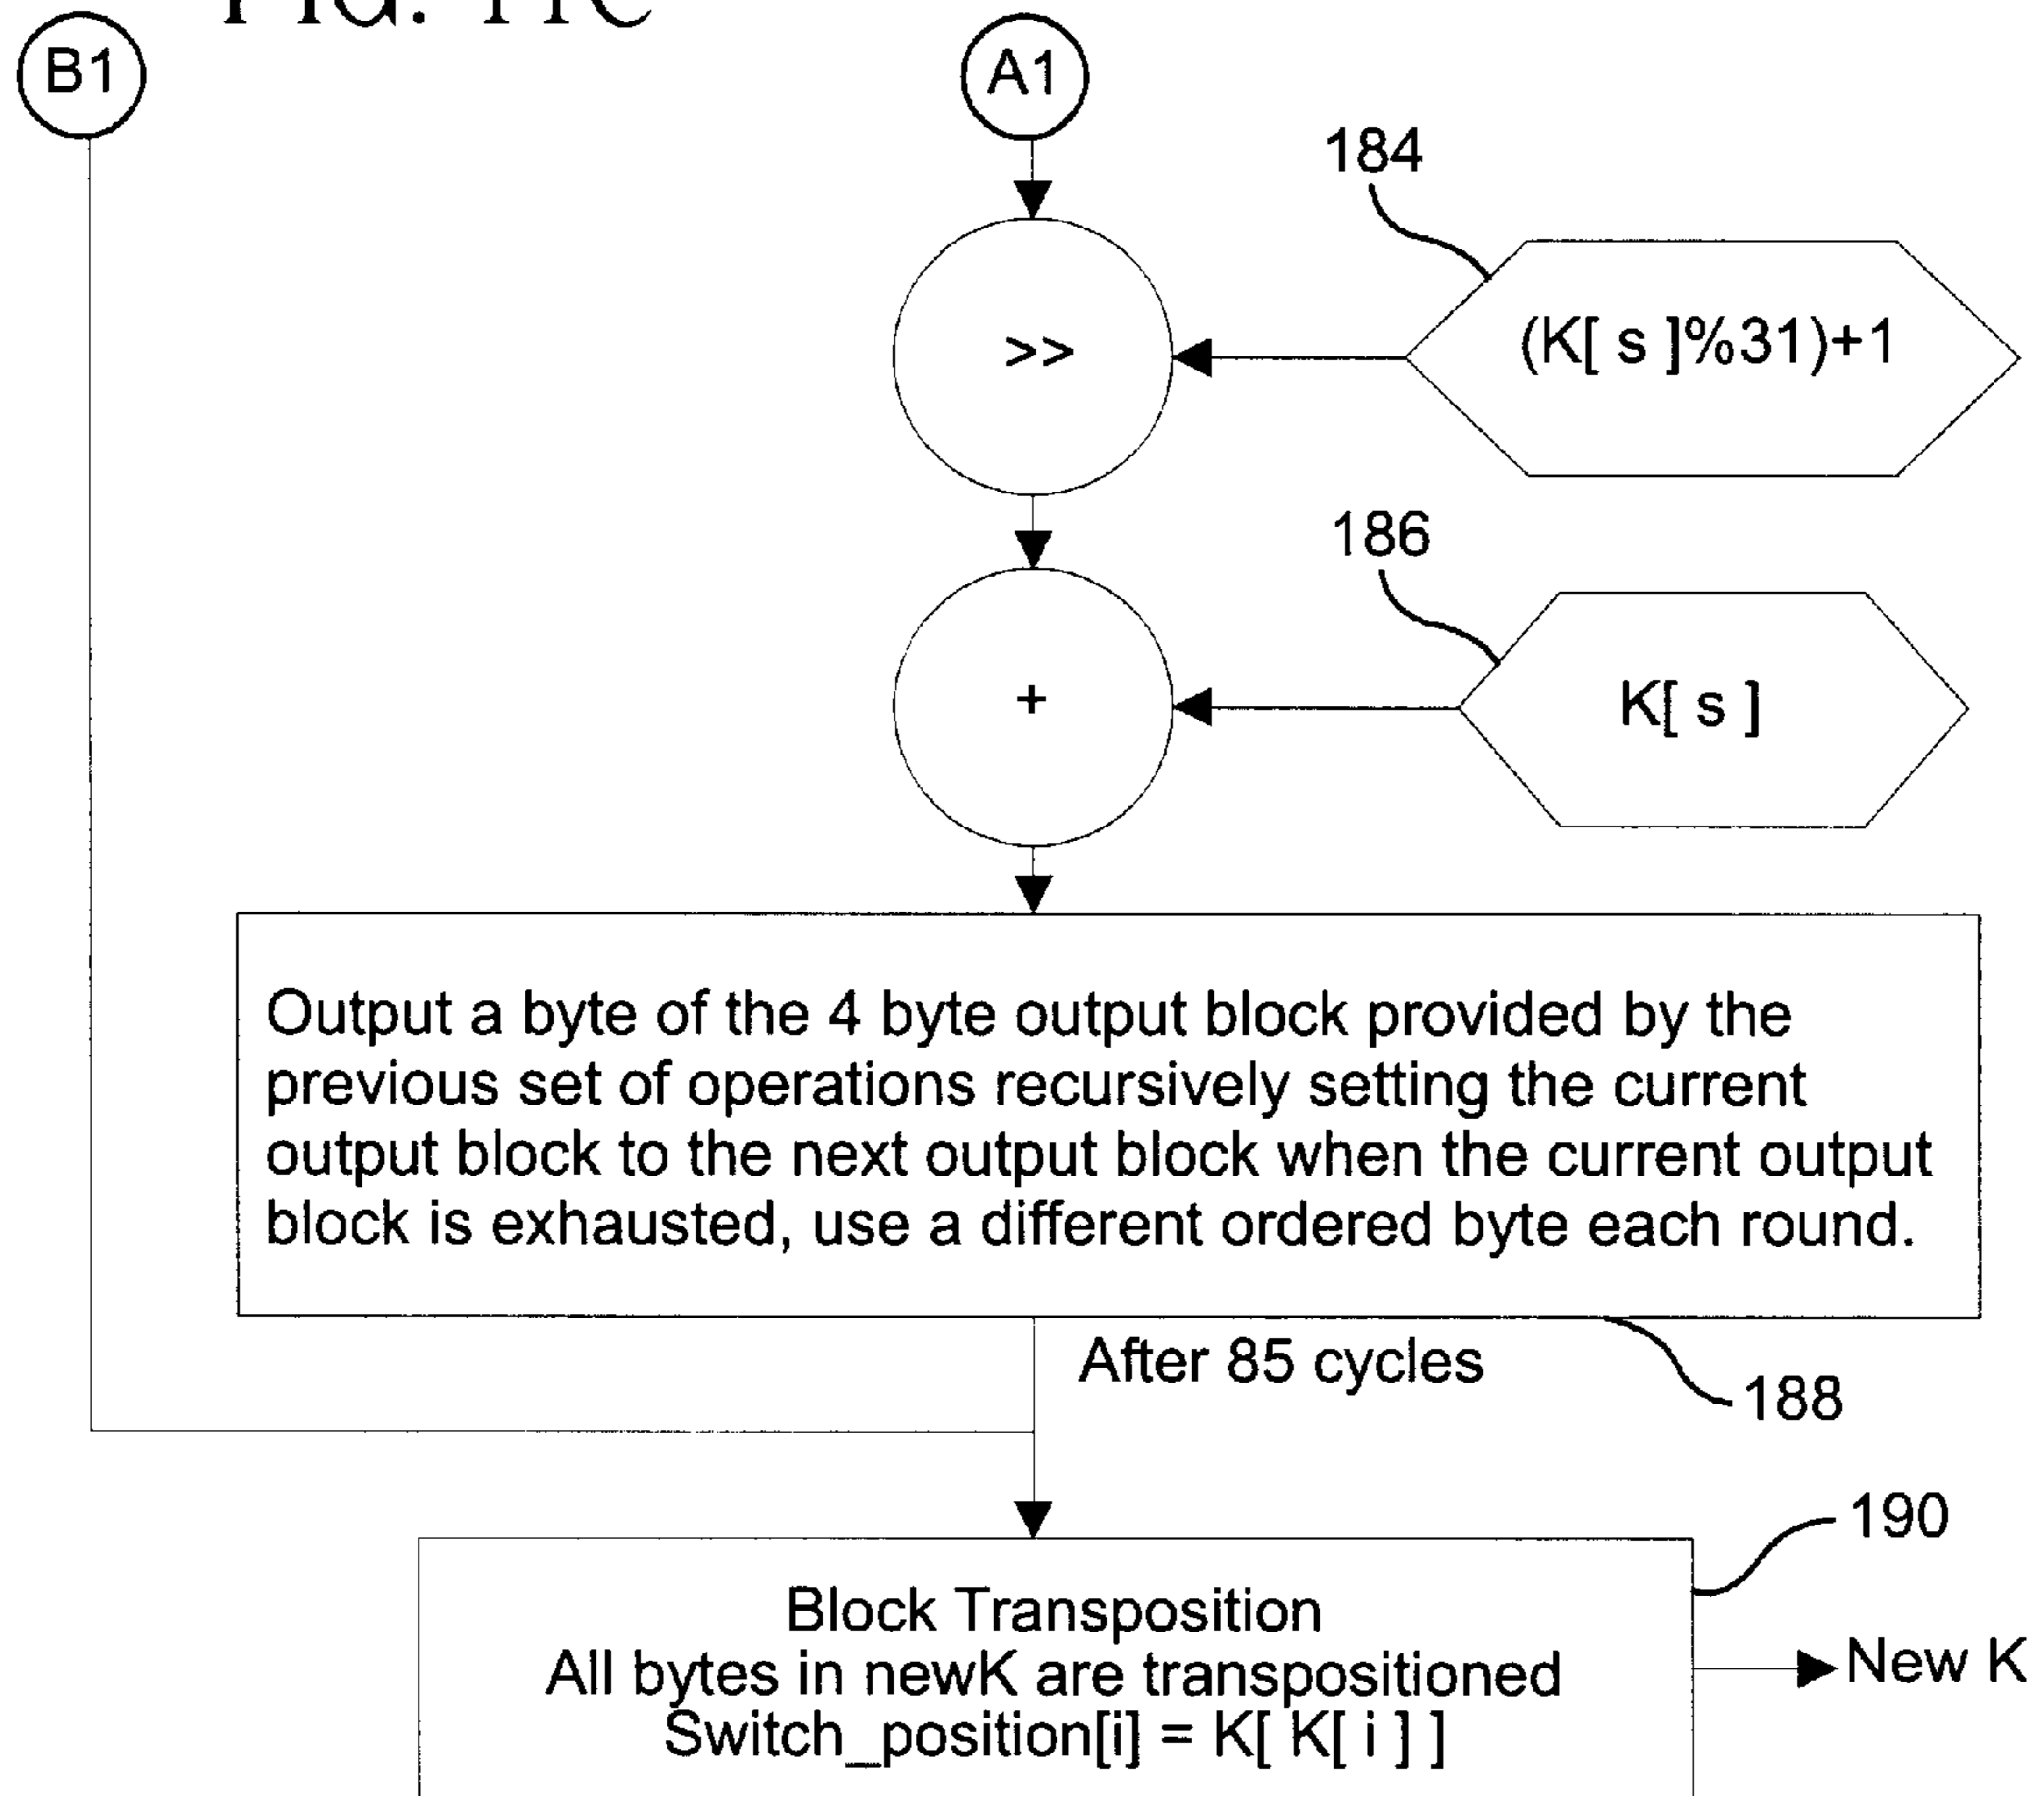 FIG. 11C
B1
A1
184
>>
(K[ s ]%31)+1
186
+
K[ s ]
Output a byte of the 4 byte output block provided by the
previous set of operations recursively setting the current
output block to the next output block when the current output
block is exhausted, use a different ordered byte each round.
After 85 cycles
188
190
Block Transposition
All bytes in newK are transpositioned
Switch_position[i] = K[ K[ i ] ]
New K